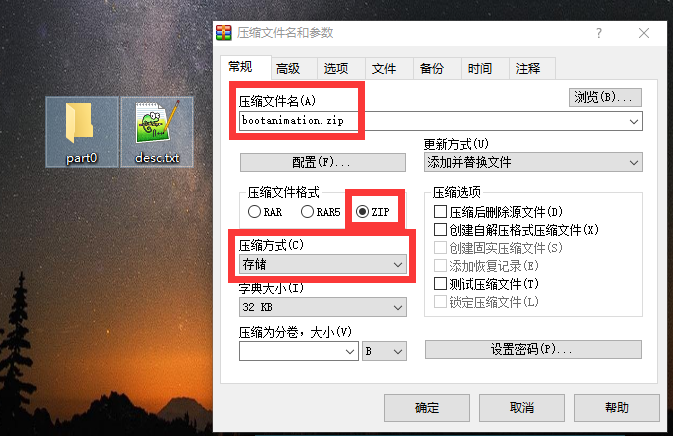 part0
desc.txt
压缩文件名和参数
?
常规
高级
选项
文件
备份
时间
注释
压缩文件名(A)
浏览(B)...
bootanimation.zip
更新方式(U)
配置(F)...
添加并替换文件
压缩文件格式
RAR
RAR5
ZIP
压缩选项
压缩后删除源文件(D)
创建自解压格式压缩文件(X)
创建固实压缩文件(S)
添加恢复记录(E)
测试压缩文件(T)
锁定压缩文件(L)
压缩方式(C)
存储
字典大小(I)
32 KB
压缩为分卷，大小(V)
B
设置密码(P)...
确定
取消
帮助